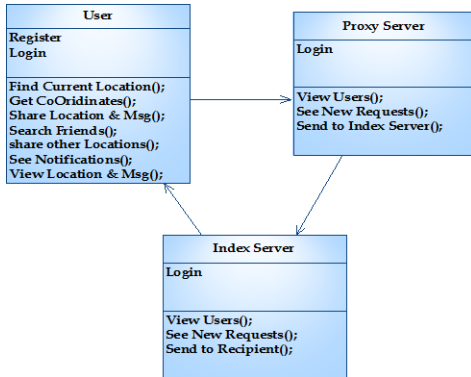 User
Register
Login
Find Current Location();
Get CoOridinates();
Share Location & Msg();
Search Friends();
share other Locations();
See Notifications();
View Location & Msg();
Proxy Server
Login
View Users();
See New Requests();
Send to Index Server();
Index Server
Login
View Users();
See New Requests();
Send to Recipient();